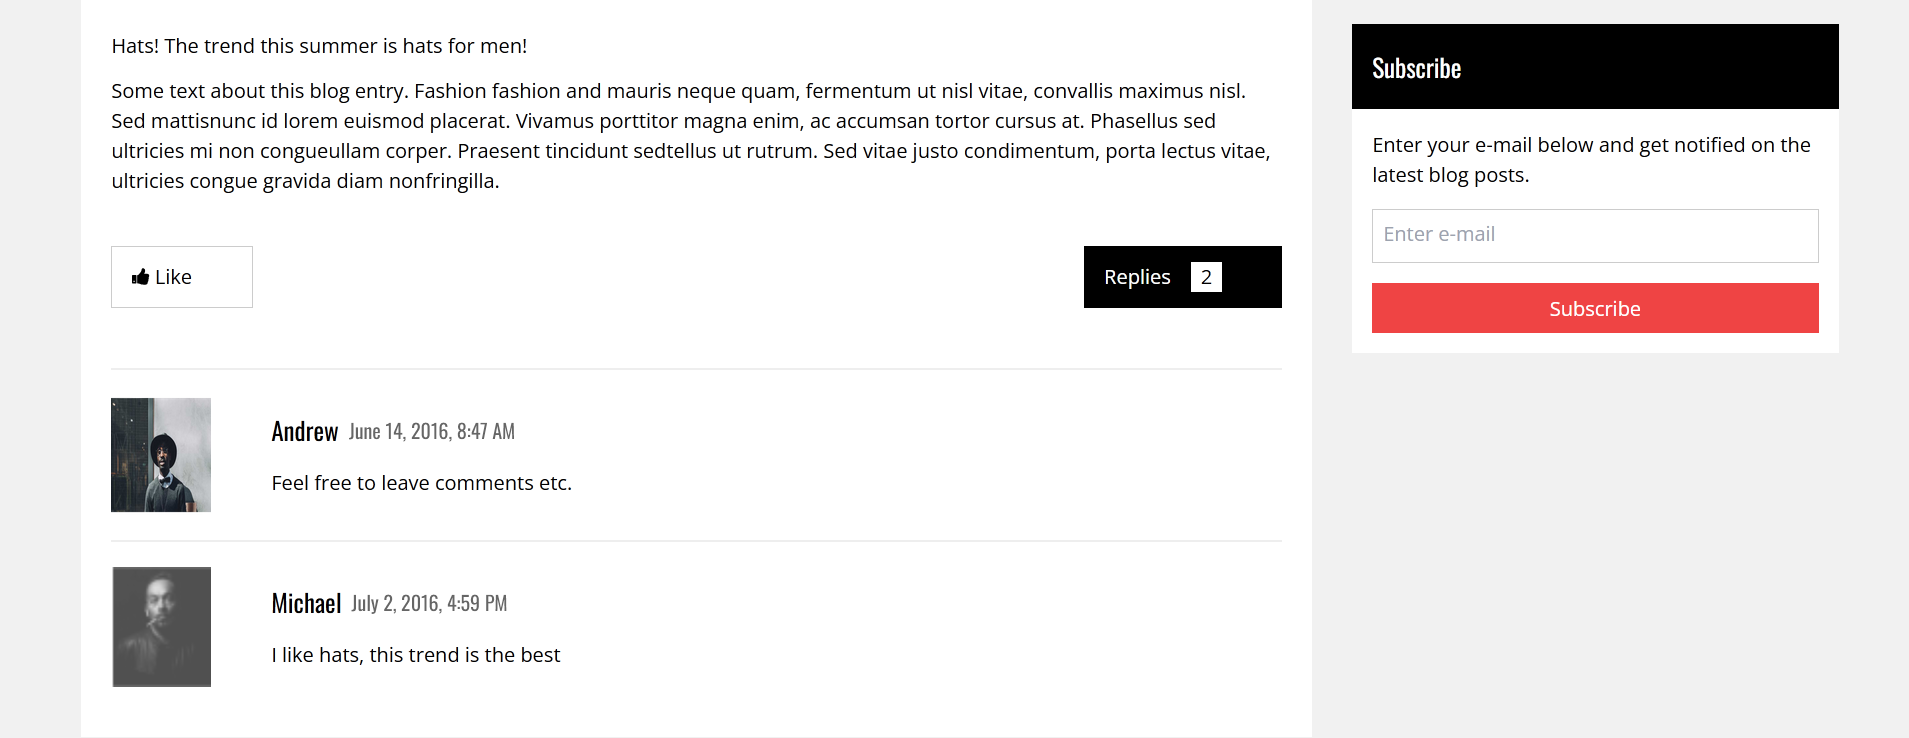 Hats! The trend this summer is hats for men!
Some text about this blog entry. Fashion fashion and mauris neque quam, fermentum ut nisl vitae, convallis maximus nisl.
Sed mattisnunc id lorem euismod placerat. Vivamus porttitor magna enim, ac accumsan tortor cursus at. Phasellus sed
ultricies mi non congueullam corper. Praesent tincidunt sedtellus ut rutrum. Sed vitae justo condimentum, porta lectus vitae,
ultricies congue gravida diam nonfringilla.
Like
Replies 2
Andrew June 14, 2016, 8:47 AM
Feel free to leave comments etc.
Michael July 2, 2016, 4:59 PM
I like hats, this trend is the best
Subscribe
Enter your e-mail below and get notified on the
latest blog posts.
Enter e-mail
Subscribe